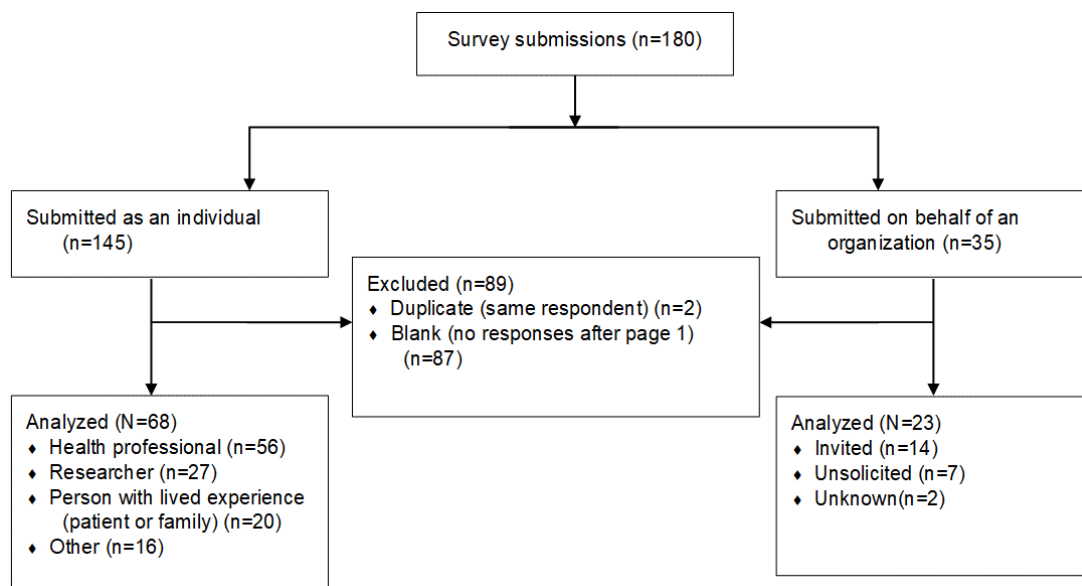 Survey submissions (n=180)
Submitted as an individual
(n=145)
Submitted on behalf of an
organization (n=35)
Excluded (n=89)
♦ Duplicate (same respondent) (n=2)
♦ Blank (no responses after page 1)
(n=87)
Analyzed (N=68)
♦ Health professional (n=56)
♦ Researcher (n=27)
♦ Person with lived experience
(patient or family) (n=20)
♦ Other (n=16)
Analyzed (N=23)
♦ Invited (n=14)
♦ Unsolicited (n=7)
♦ Unknown(n=2)